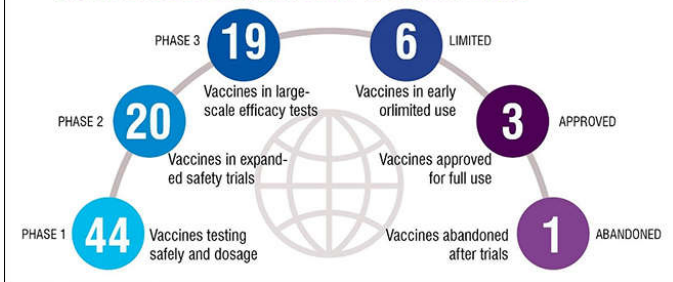 PHASE 1
44
Vaccines testing
safely and dosage
PHASE 2
20
Vaccines in expand-
ed safety trials
PHASE 3
19
Vaccines in large-
scale efficacy tests
6
LIMITED
Vaccines in early
orlimited use
3
APPROVED
Vaccines approved
for full use
1
ABANDONED
Vaccines abandoned
after trials